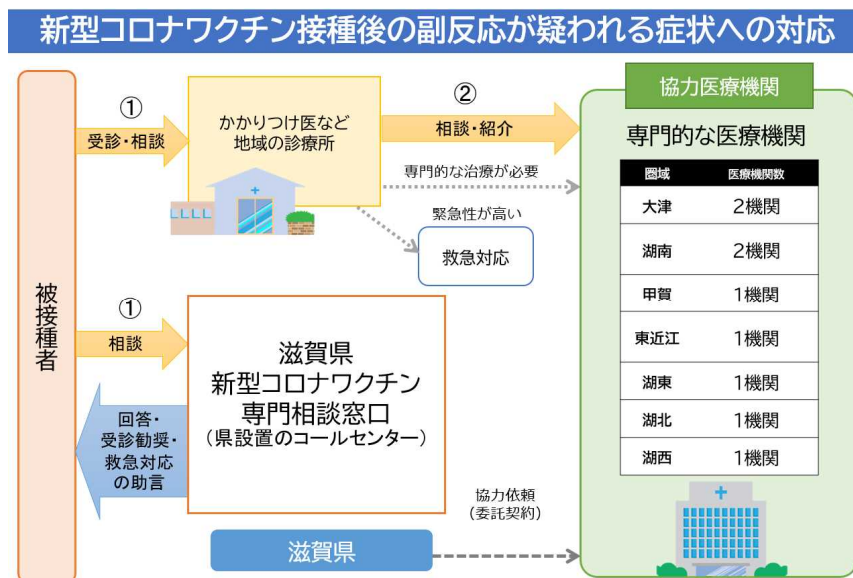 新型コロナワクチン接種後の副反応が疑われる症状への対応
被接種者
①
受診・相談
かかりつけ医など
地域の診療所
②
相談・紹介
専門的な治療が必要
緊急性が高い
救急対応
①
相談
滋賀県
新型コロナワクチン
専門相談窓口
(県設置のコールセンター)
回答・
受診勧奨・
救急対応
の助言
滋賀県
協力依頼
(委託契約)
協力医療機関
専門的な医療機関
圏域 医療機関数
大津 2機関
湖南 2機関
甲賀 1機関
東近江 1機関
湖東 1機関
湖北 1機関
湖西 1機関